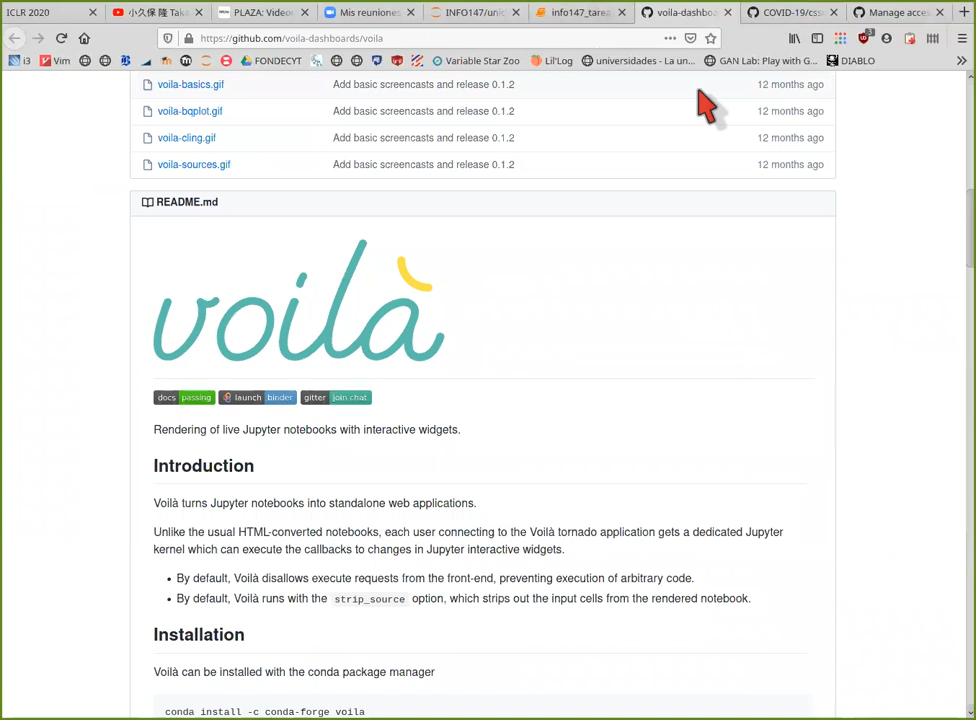 ICLR 2020
小久保 隆 Tak
PLAZA: Video
Mis reuniones
INFO147/unic
info147_tarea
voila-dashboa
COVID-19/css
Manage acces
https://github.com/voila-dashboards/voila
3
i3
Vim
FONDECYT
Variable Star Zoo
Lil'Log
universidades - La un...
GAN Lab: Play with G...
DIABLO
voila-basics.gif Add basic screencasts and release 0.1.2 12 months ago
voila-bqplot.gif Add basic screencasts and release 0.1.2 12 months ago
voila-cling.gif Add basic screencasts and release 0.1.2 12 months ago
voila-sources.gif Add basic screencasts and release 0.1.2 12 months ago
README.md
voilà
docs passing launch binder gitter join chat
Rendering of live Jupyter notebooks with interactive widgets.
Introduction
Voilà turns Jupyter notebooks into standalone web applications.
Unlike the usual HTML-converted notebooks, each user connecting to the Voilà tornado application gets a dedicated Jupyter
kernel which can execute the callbacks to changes in Jupyter interactive widgets.
• By default, Voilà disallows execute requests from the front-end, preventing execution of arbitrary code.
• By default, Voilà runs with the strip_source option, which strips out the input cells from the rendered notebook.
Installation
Voilà can be installed with the conda package manager
conda install -c conda-forge voila